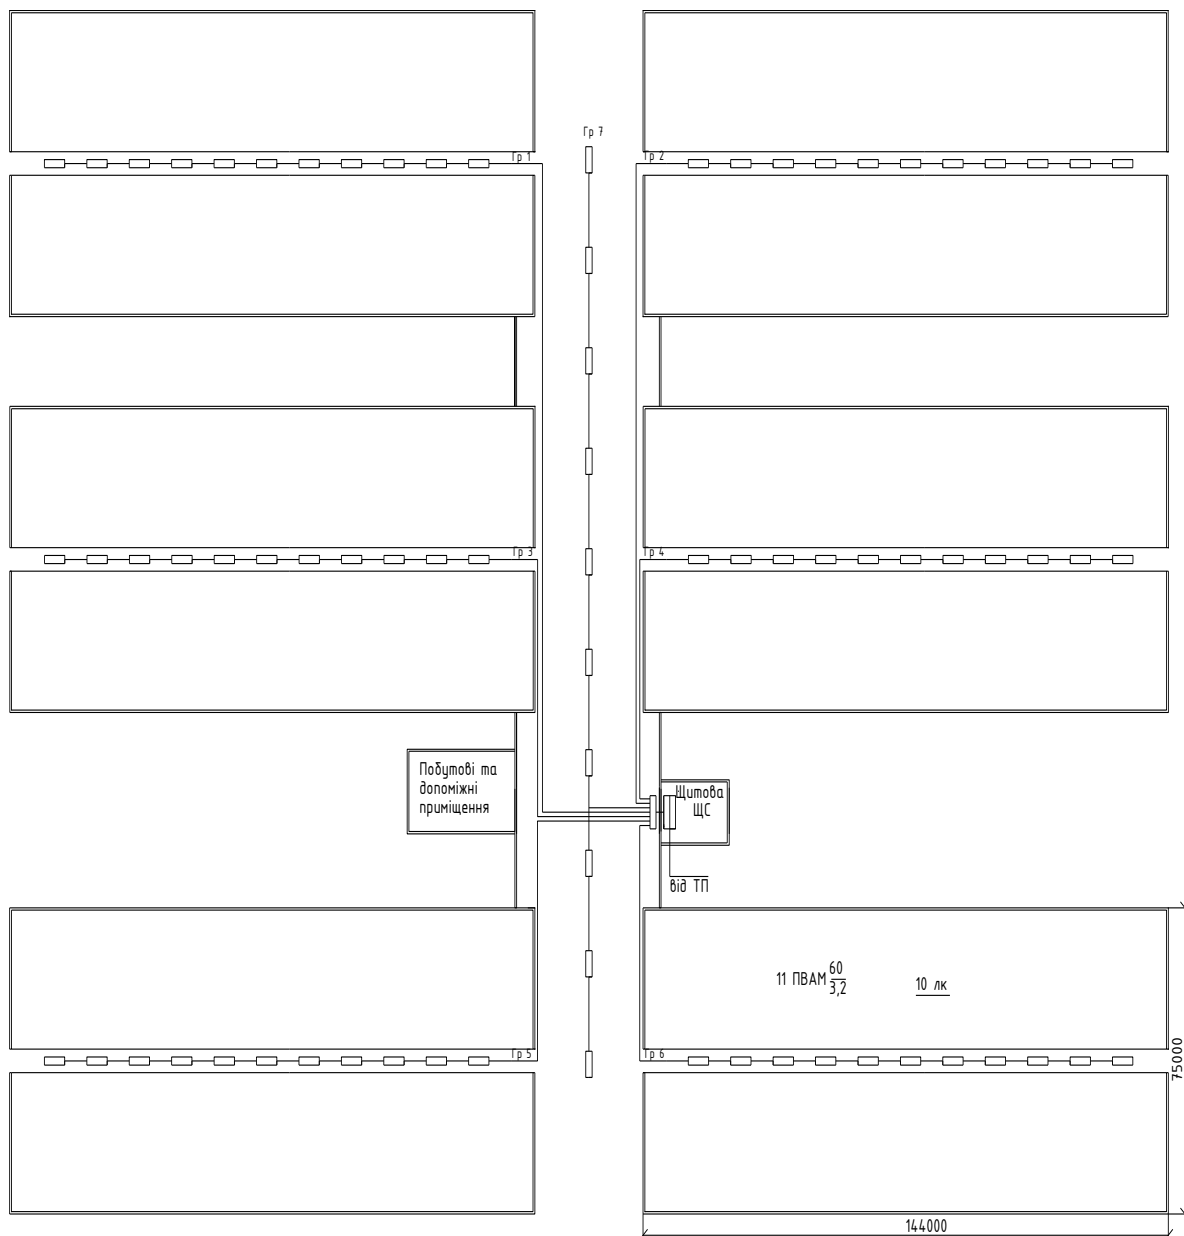 Гр 7
Гр 1
Гр 2
Гр 3
Гр 4
Побутові та
допоміжні
приміщення
Щитова
ЩС
від ТП
11 ПВАМ 60
3,2
10 лк
Гр 5
Гр 6
75000
144000